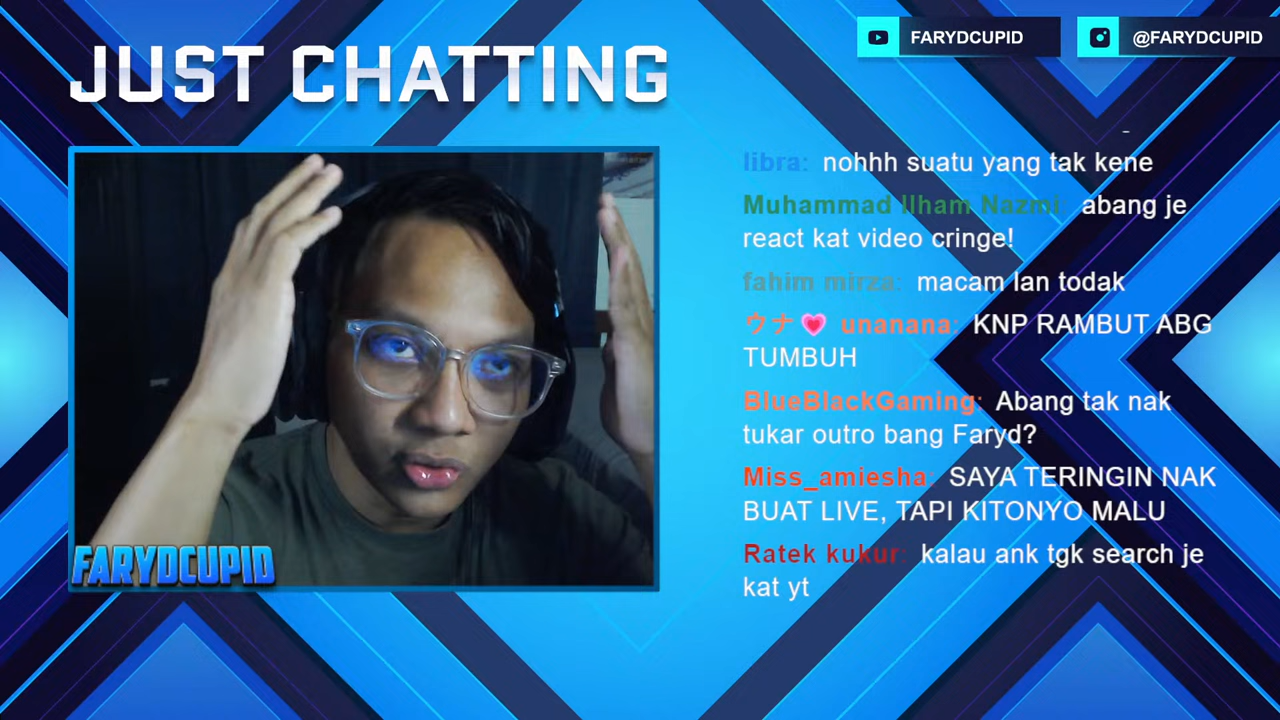 JUST CHATTING
FARYDCUPID
@FARYDCUPID
libra: nohhh suatu yang tak kene
Muhammad Ilham Nazmi: abang je
react kat video cringe!
fahim mirza: macam lan todak
ウナ💗 unanana: KNP RAMBUT ABG
TUMBUH
BlueBlackGaming: Abang tak nak
tukar outro bang Faryd?
Miss_amiesha: SAYA TERINGIN NAK
BUAT LIVE, TAPI KITONYO MALU
Ratek kukur: kalau ank tgk search je
kat yt
FARYDCUPID